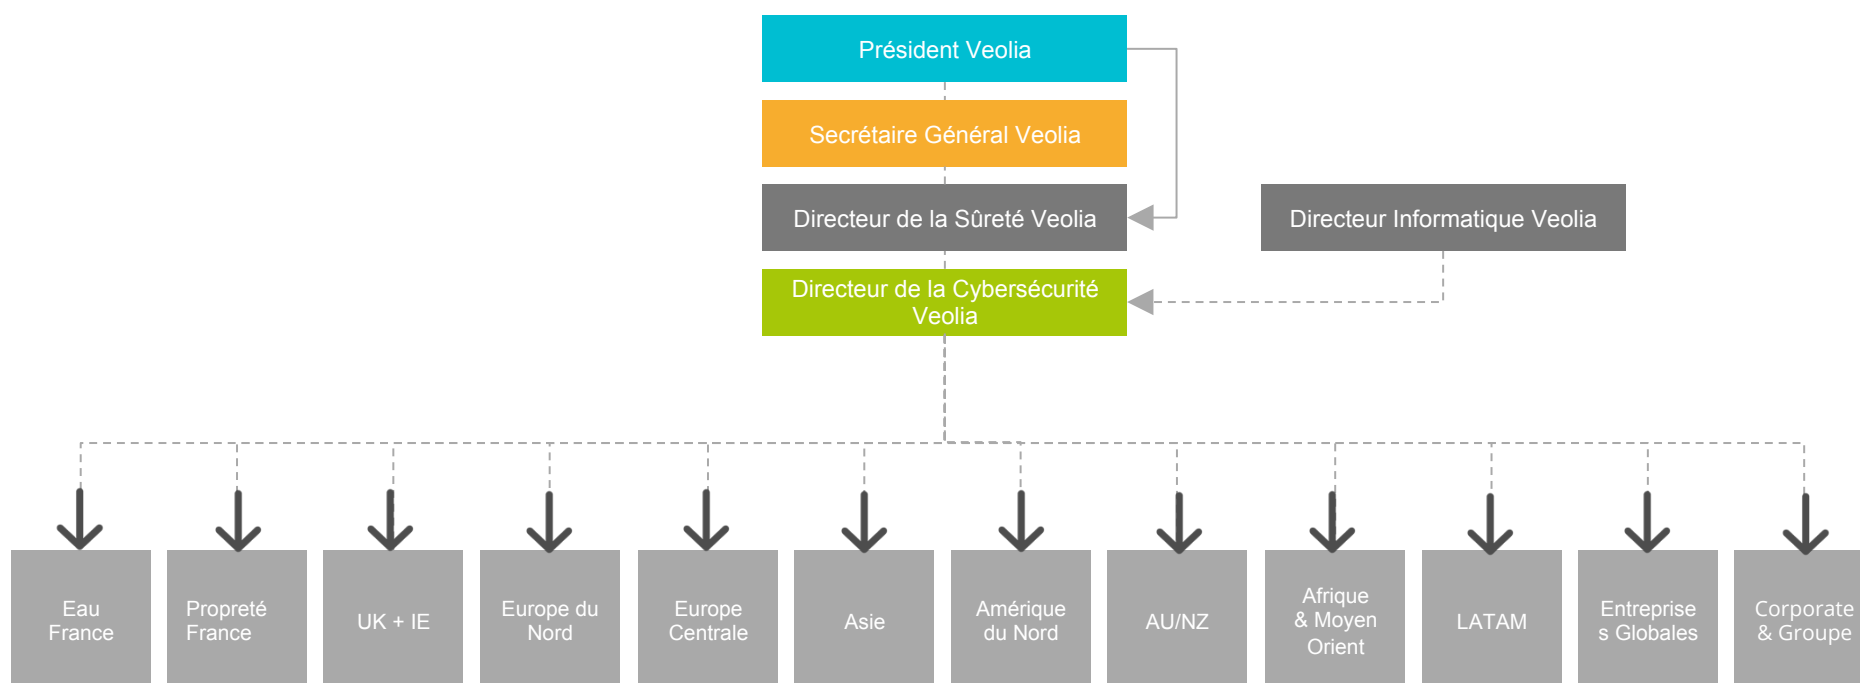 Président Veolia
Secrétaire Général Veolia
Directeur de la Sûreté Veolia
Directeur Informatique Veolia
Directeur de la Cybersécurité
Veolia
Eau
France
Propreté
France
UK + IE
Europe du
Nord
Europe
Centrale
Asie
Amérique
du Nord
AU/NZ
Afrique
& Moyen
Orient
LATAM
Entreprise
s Globales
Corporate
& Groupe